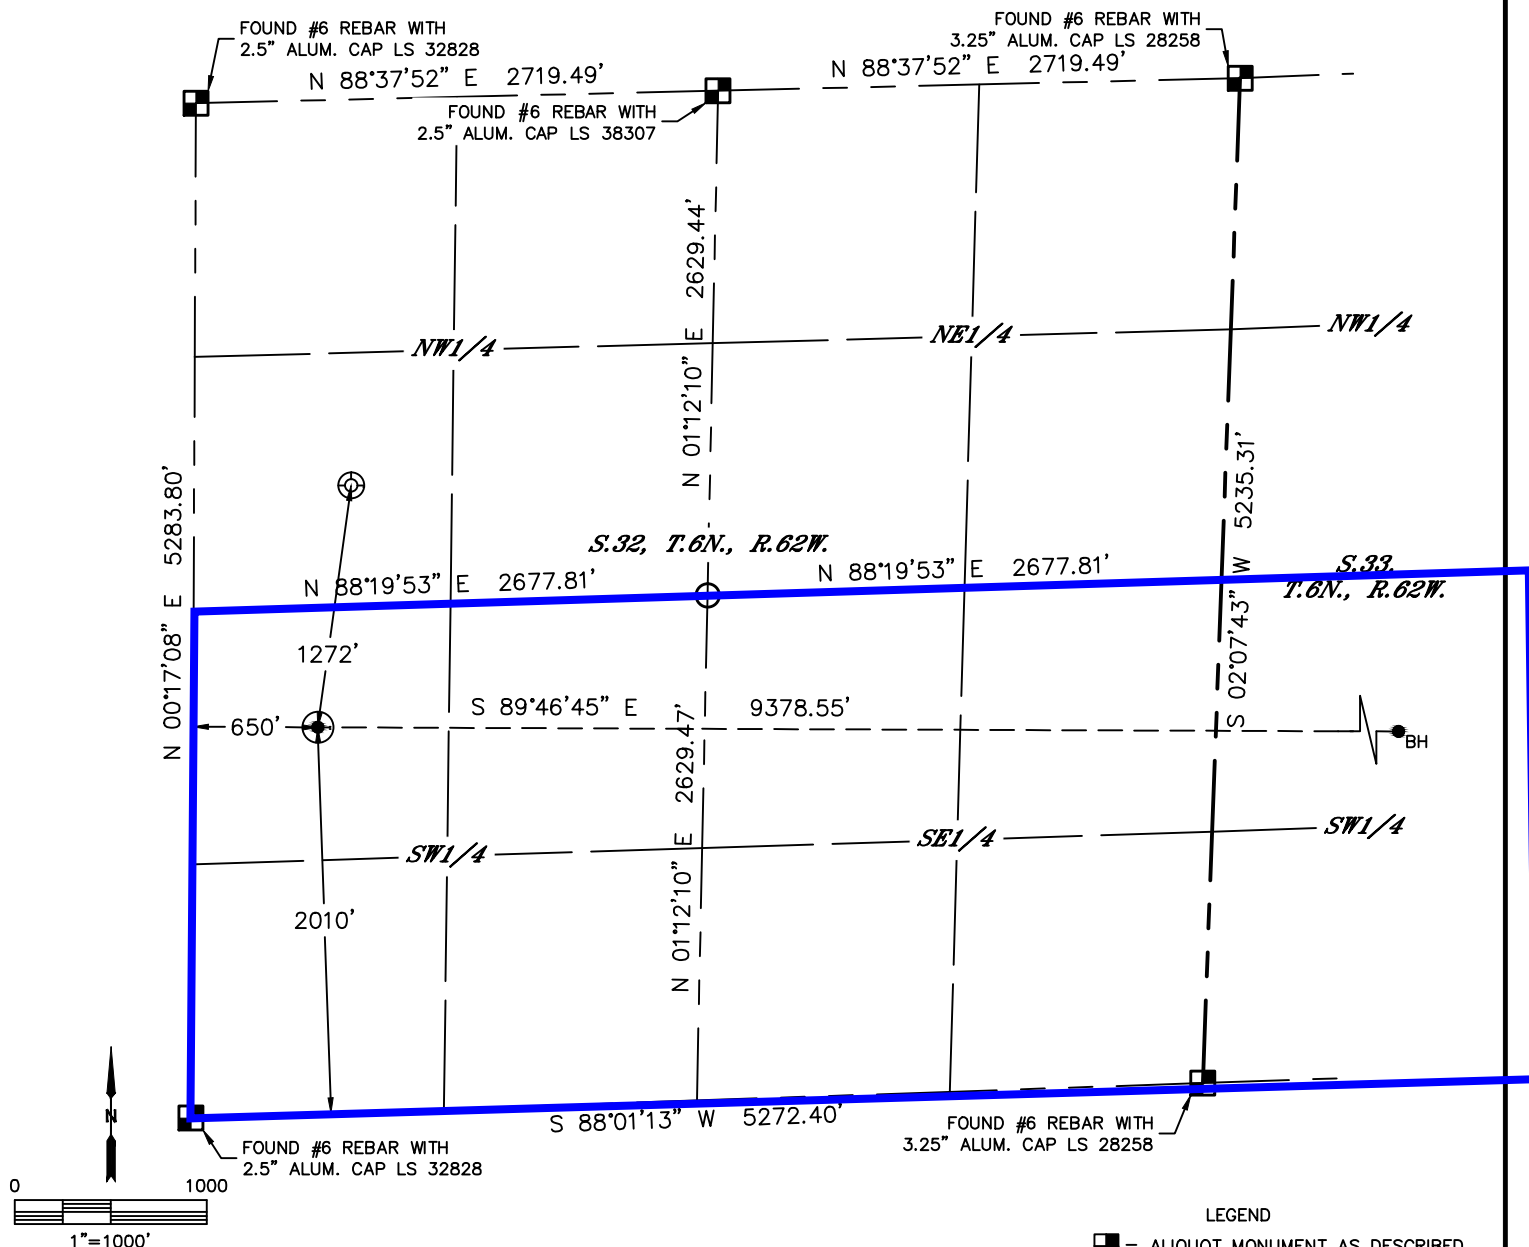 FOUND #6 REBAR WITH
2.5" ALUM. CAP LS 32828
FOUND #6 REBAR WITH
3.25" ALUM. CAP LS 28258
N 88°37'52" E 2719.49'
N 88°37'52" E 2719.49'
FOUND #6 REBAR WITH
2.5" ALUM. CAP LS 38307
N 01°12'10" E 2629.44'
NW1/4
NE1/4
NW1/4
N 00°17'08" E 5283.80'
S 02°07'43" W 5235.31'
S.32, T.6N., R.62W.
S.33,
T.6N., R.62W.
N 88°19'53" E 2677.81'
N 88°19'53" E 2677.81'
1272'
650'
S 89°46'45" E 9378.55'
BH
N 01°12'10" E 2629.47'
SW1/4
SE1/4
SW1/4
2010'
N
S 88°01'13" W 5272.40'
FOUND #6 REBAR WITH
3.25" ALUM. CAP LS 28258
FOUND #6 REBAR WITH
2.5" ALUM. CAP LS 32828
0 1000
1"=1000'
LEGEND
= ALIQUOT MONUMENT AS DESCRIBED